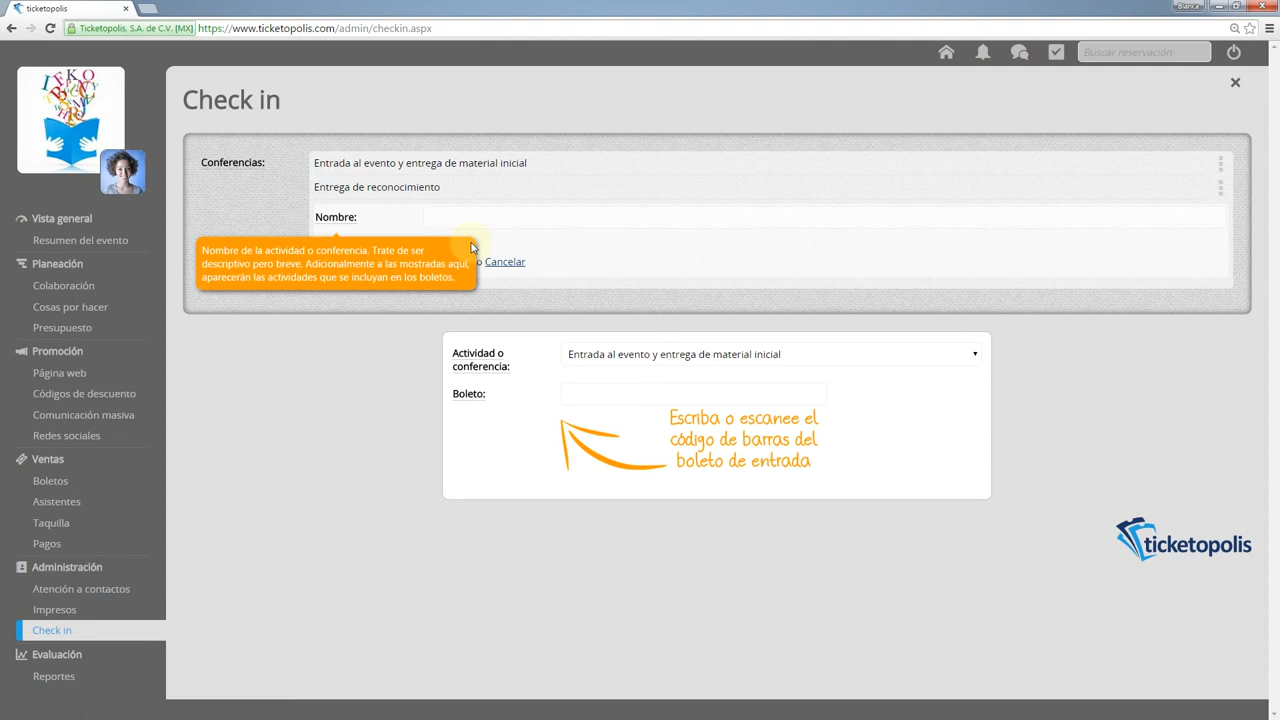 ticketopolis
Bianca
Ticketopolis, S.A. de C.V. [MX]
https://www.ticketopolis.com/admin/checkin.aspx
Buscar reservación
Check in
Conferencias:
Entrada al evento y entrega de material inicial
Entrega de reconocimiento
Nombre:
Nombre de la actividad o conferencia. Trate de ser
descriptivo pero breve. Adicionalmente a las mostradas aquí,
aparecerán las actividades que se incluyan en los boletos.
o Cancelar
Actividad o
conferencia:
Entrada al evento y entrega de material inicial
Boleto:
Escriba o escanee el
código de barras del
boleto de entrada
ticketopolis
Vista general
Resumen del evento
Planeación
Colaboración
Cosas por hacer
Presupuesto
Promoción
Página web
Códigos de descuento
Comunicación masiva
Redes sociales
Ventas
Boletos
Asistentes
Taquilla
Pagos
Administración
Atención a contactos
Impresos
Check in
Evaluación
Reportes